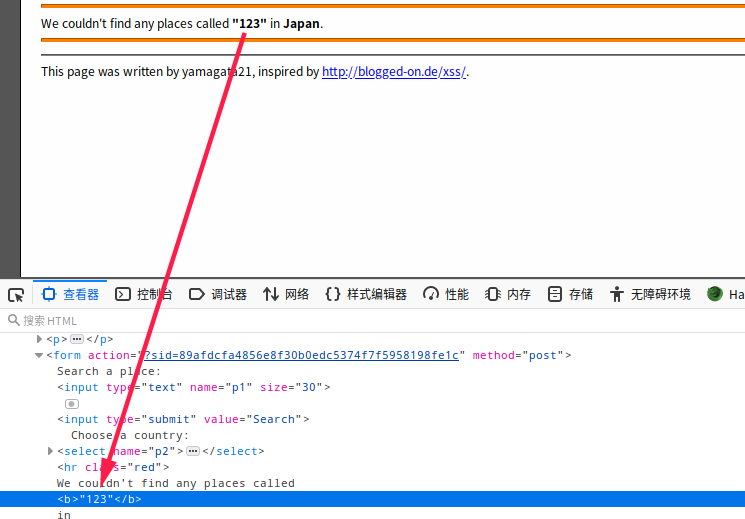 We couldn't find any places called "123" in Japan.
This page was written by yamagata21, inspired by http://blogged-on.de/xss/.
查看器 控制台 调试器 网络 样式编辑器 性能 内存 存储 无障碍环境 Ha
搜索 HTML
<p>···</p>
<form action="?sid=89afdcfa4856e8f30b0edc5374f7f5958198fe1c" method="post">
Search a place:
<input type="text" name="p1" size="30">
<input type="submit" value="Search">
Choose a country:
<select name="p2">···</select>
<hr class="red">
We couldn't find any places called
<b>"123"</b>
in